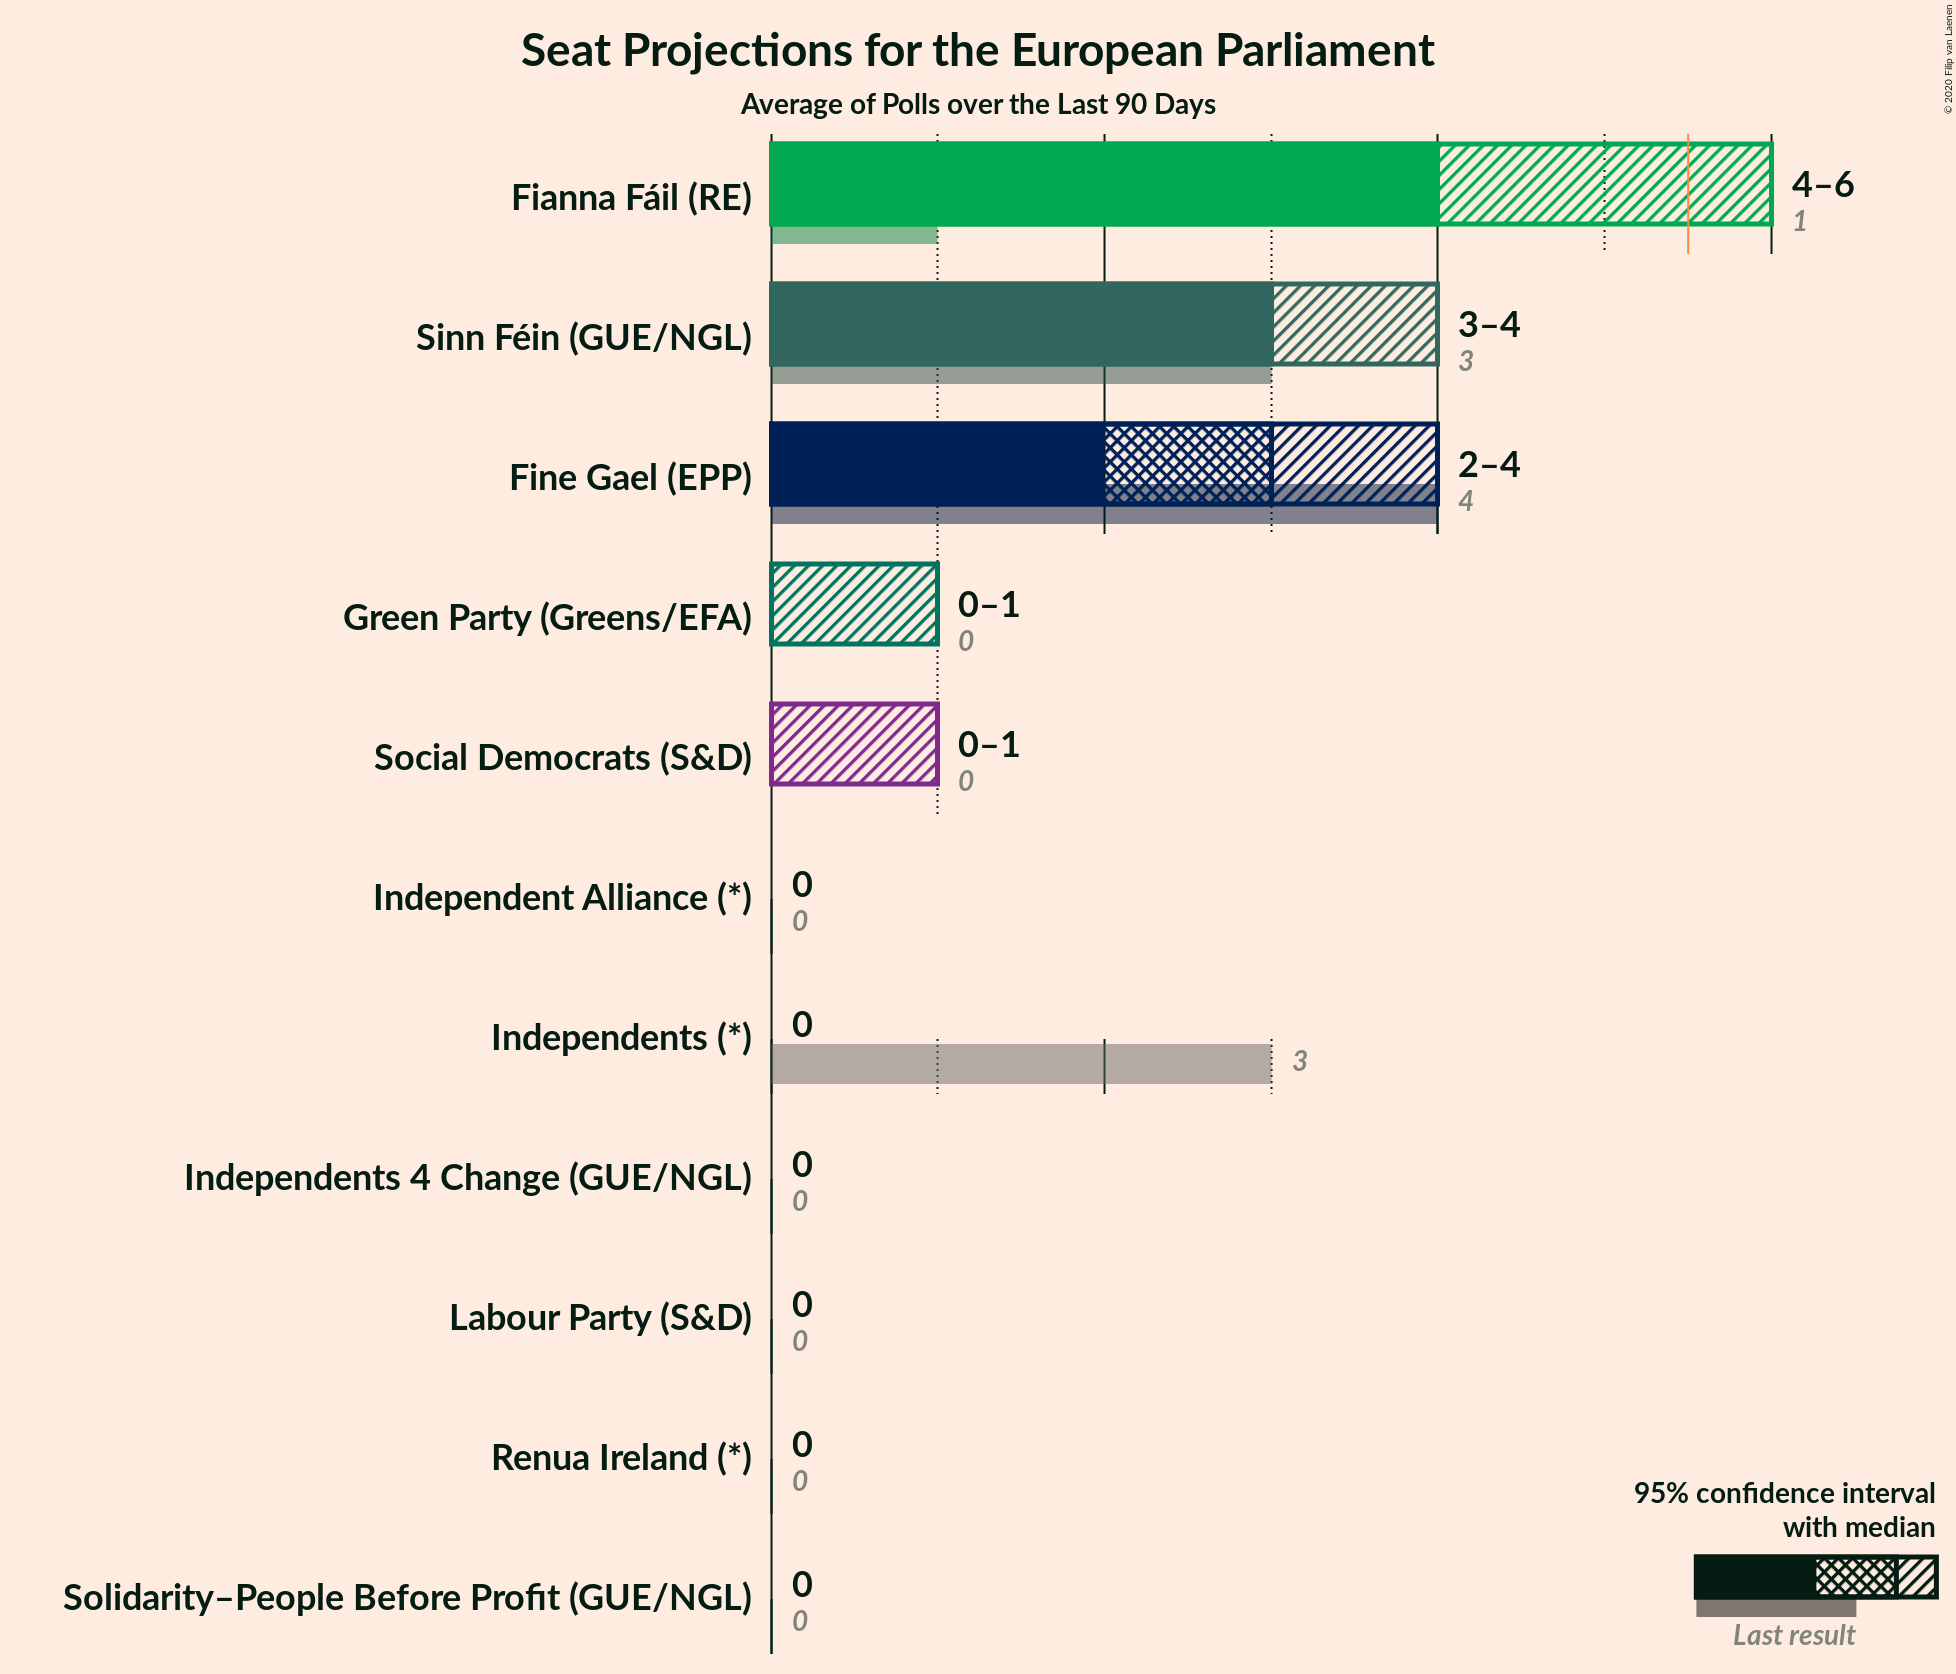 Seat Projections for the European Parliament
Average of Polls over the Last 90 Days
© 2020 Filip van Laenen
Fianna Fáil (RE)
4–6
1
Sinn Féin (GUE/NGL)
3–4
3
Fine Gael (EPP)
2–4
4
Green Party (Greens/EFA)
0–1
0
Social Democrats (S&D)
0–1
0
Independent Alliance (*)
0
0
Independents (*)
0
3
Independents 4 Change (GUE/NGL)
0
0
Labour Party (S&D)
0
0
Renua Ireland (*)
0
0
Solidarity–People Before Profit (GUE/NGL)
0
0
95% confidence interval
with median
Last result